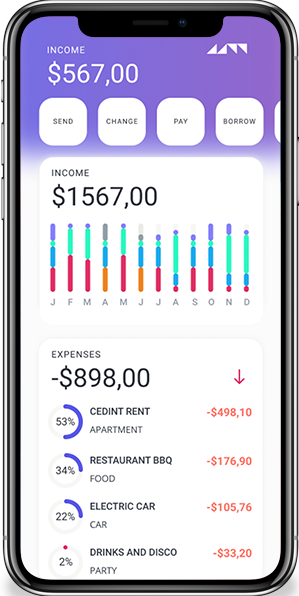 INCOME
$567,00
SEND
CHANGE
PAY
BORROW
INCOME
$1567,00
J F M A M J J A S O N D
EXPENSES
-$898,00
53%
CEDINT RENT
-$498,10
APARTMENT
34%
RESTAURANT BBQ
-$176,90
FOOD
22%
ELECTRIC CAR
-$105,76
CAR
2%
DRINKS AND DISCO
-$33,20
PARTY